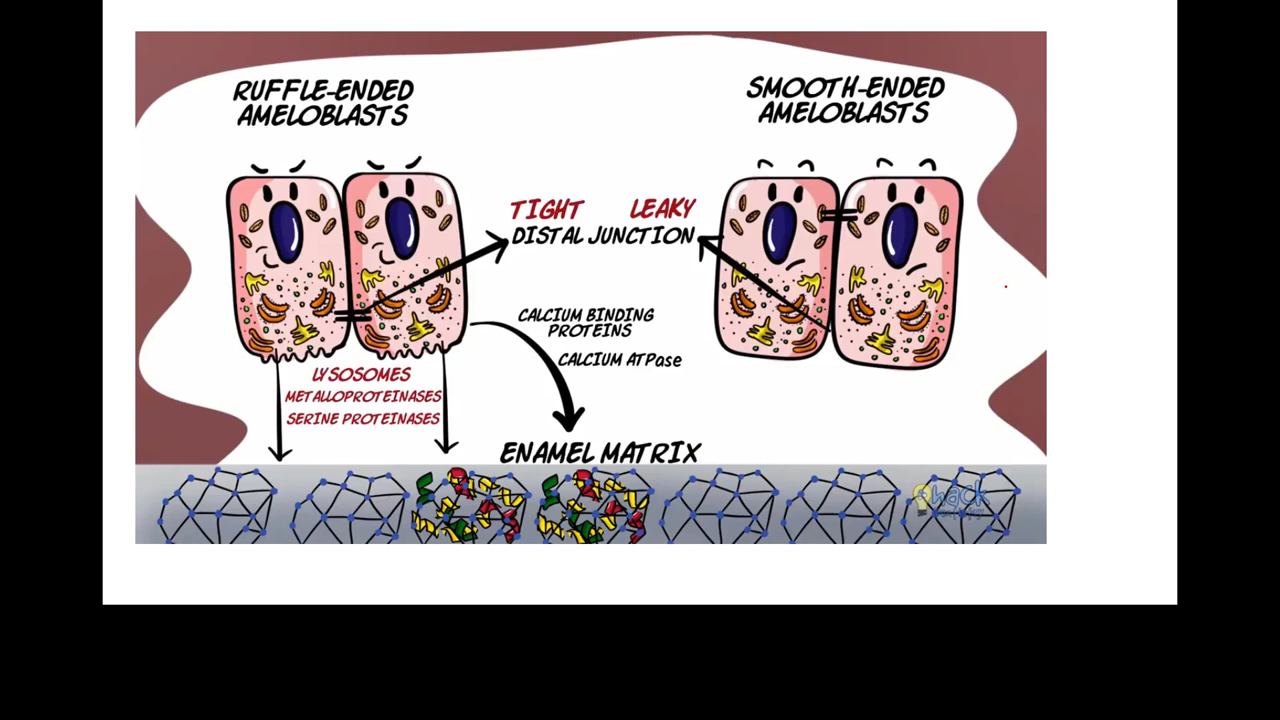 RUFFLE-ENDED
AMELOBLASTS
SMOOTH-ENDED
AMELOBLASTS
TIGHT LEAKY
DISTAL JUNCTION
CALCIUM BINDING
PROTEINS
CALCIUM ATPase
LYSOSOMES
METALLOPROTEINASES
SERINE PROTEINASES
ENAMEL MATRIX
hack